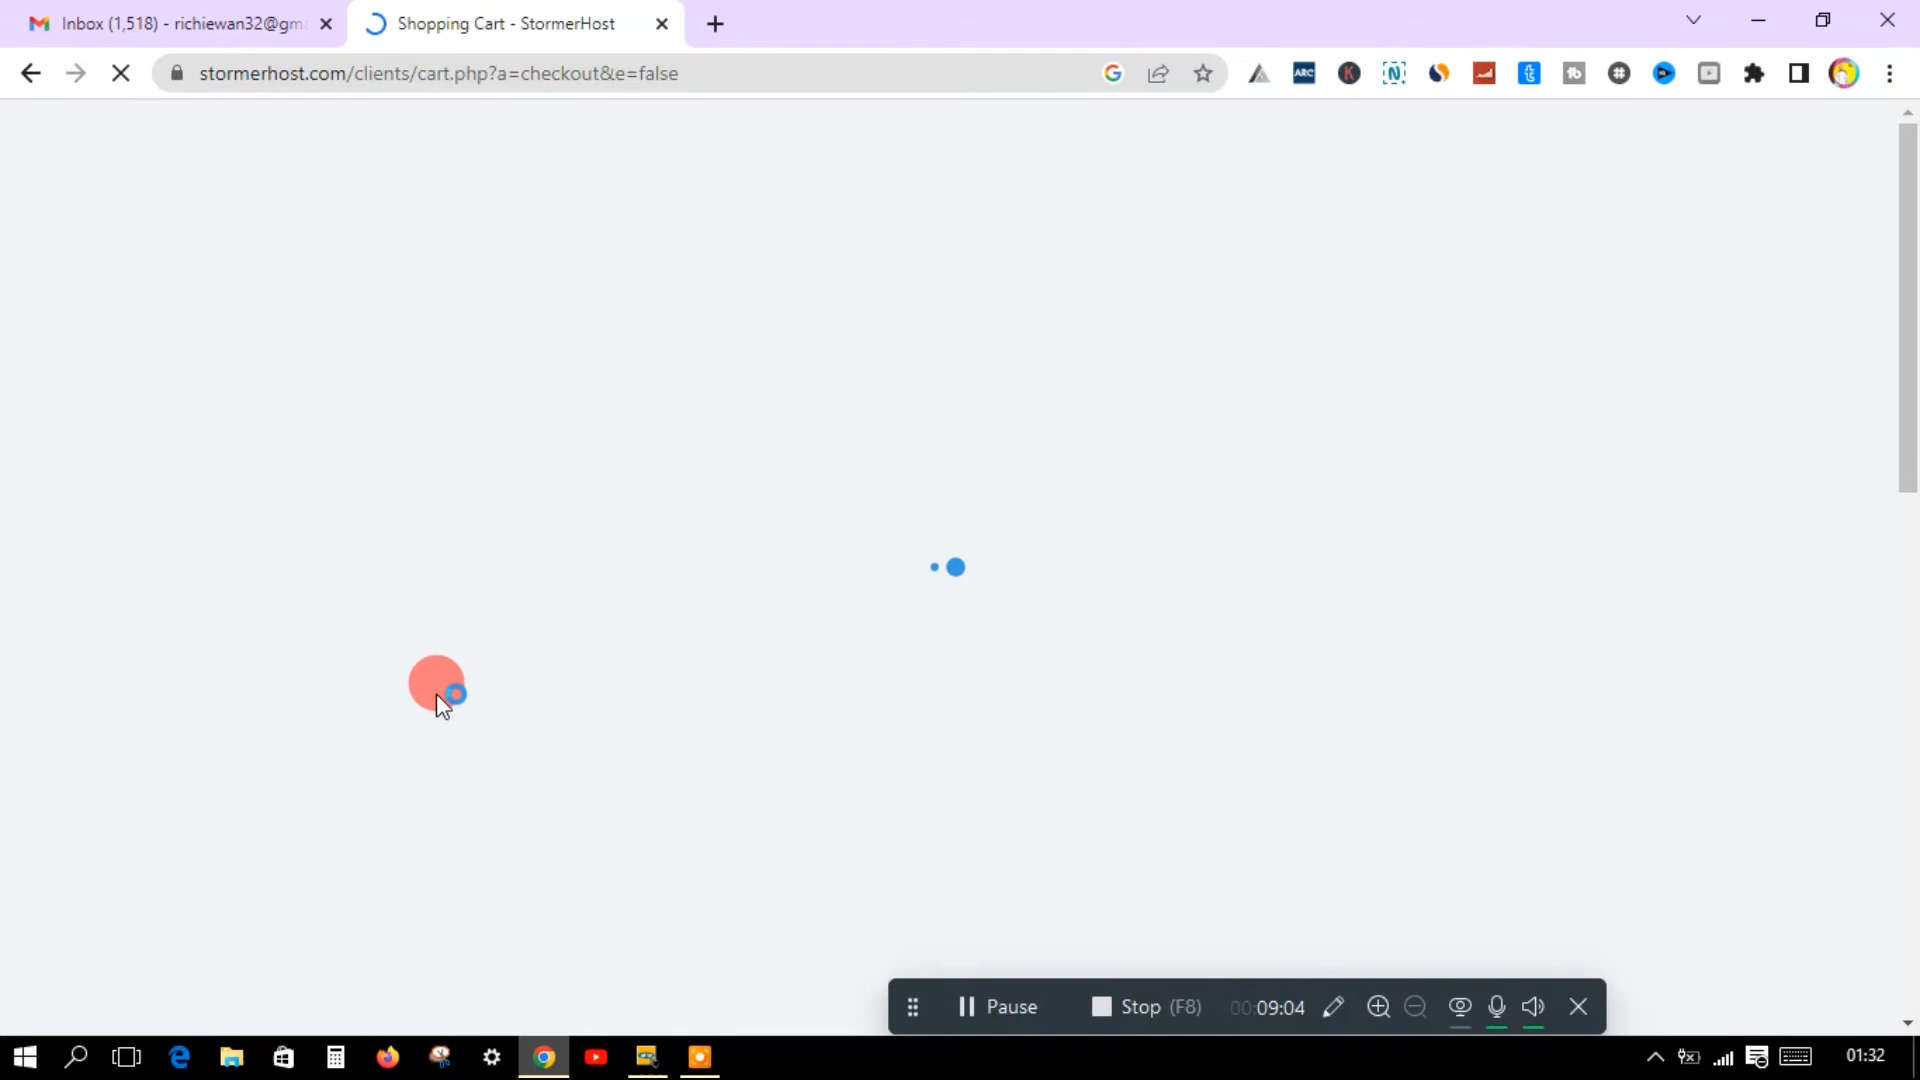 Inbox (1,518) - richiewan32@gm
Shopping Cart - StormerHost
stormerhost.com/clients/cart.php?a=checkout&e=false
ARC
Pause
Stop (F8)
00:09:04
01:32